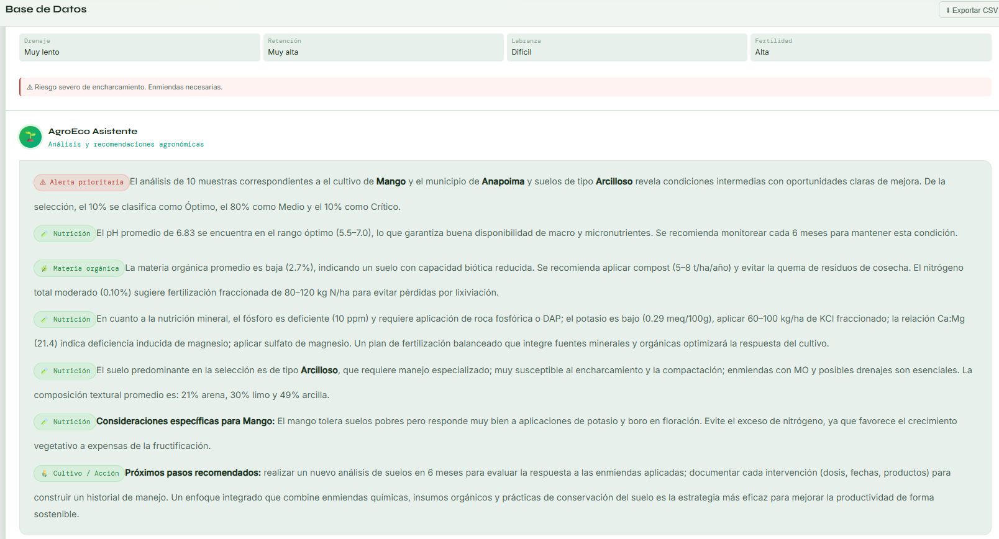 Base de Datos
⬇ Exportar CSV
Drenaje
Muy lento
Retención
Muy alta
Labranza
Difícil
Fertilidad
Alta
⚠ Riesgo severo de encharcamiento. Enmiendas necesarias.
AgroEco Asistente
Análisis y recomendaciones agronómicas
⚠ Alerta prioritaria El análisis de 10 muestras correspondientes a el cultivo de Mango y el municipio de Anapoima y suelos de tipo Arcilloso revela condiciones intermedias con oportunidades claras de mejora. De la
selección, el 10% se clasifica como Óptimo, el 80% como Medio y el 10% como Crítico.
Nutrición El pH promedio de 6.83 se encuentra en el rango óptimo (5.5–7.0), lo que garantiza buena disponibilidad de macro y micronutrientes. Se recomienda monitorear cada 6 meses para mantener esta condición.
Materia orgánica La materia orgánica promedio es baja (2.7%), indicando un suelo con capacidad biótica reducida. Se recomienda aplicar compost (5–8 t/ha/año) y evitar la quema de residuos de cosecha. El nitrógeno
total moderado (0.10%) sugiere fertilización fraccionada de 80–120 kg N/ha para evitar pérdidas por lixiviación.
Nutrición En cuanto a la nutrición mineral, el fósforo es deficiente (10 ppm) y requiere aplicación de roca fosfórica o DAP; el potasio es bajo (0.29 meq/100g), aplicar 60–100 kg/ha de KCl fraccionado; la relación Ca:Mg
(21.4) indica deficiencia inducida de magnesio; aplicar sulfato de magnesio. Un plan de fertilización balanceado que integre fuentes minerales y orgánicas optimizará la respuesta del cultivo.
Nutrición El suelo predominante en la selección es de tipo Arcilloso, que requiere manejo especializado; muy susceptible al encharcamiento y la compactación; enmiendas con MO y posibles drenajes son esenciales. La
composición textural promedio es: 21% arena, 30% limo y 49% arcilla.
Nutrición Consideraciones específicas para Mango: El mango tolera suelos pobres pero responde muy bien a aplicaciones de potasio y boro en floración. Evite el exceso de nitrógeno, ya que favorece el crecimiento
vegetativo a expensas de la fructificación.
Cultivo / Acción Próximos pasos recomendados: realizar un nuevo análisis de suelos en 6 meses para evaluar la respuesta a las enmiendas aplicadas; documentar cada intervención (dosis, fechas, productos) para
construir un historial de manejo. Un enfoque integrado que combine enmiendas químicas, insumos orgánicos y prácticas de conservación del suelo es la estrategia más eficaz para mejorar la productividad de forma
sostenible.